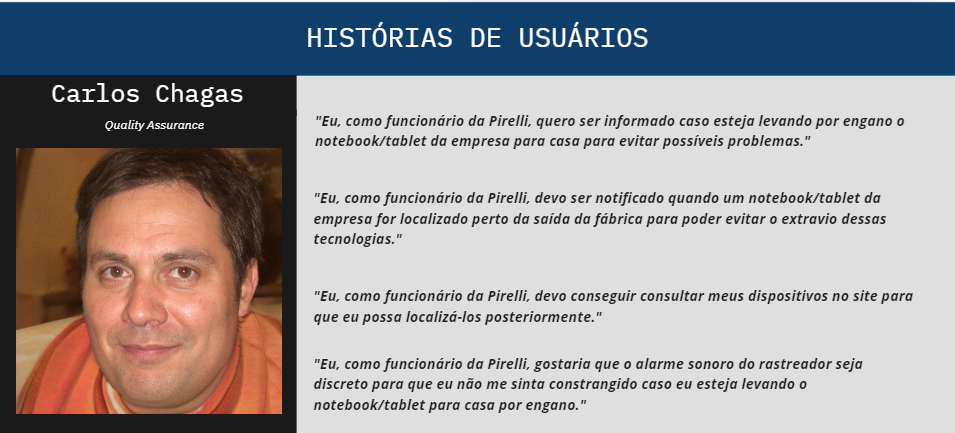 HISTÓRIAS DE USUÁRIOS
Carlos Chagas
Quality Assurance
"Eu, como funcionário da Pirelli, quero ser informado caso esteja levando por engano o
notebook/tablet da empresa para casa para evitar possíveis problemas."
"Eu, como funcionário da Pirelli, devo ser notificado quando um notebook/tablet da
empresa for localizado perto da saída da fábrica para poder evitar o extravio dessas
tecnologias."
"Eu, como funcionário da Pirelli, devo conseguir consultar meus dispositivos no site para
que eu possa localizá-los posteriormente."
"Eu, como funcionário da Pirelli, gostaria que o alarme sonoro do rastreador seja
discreto para que eu não me sinta constrangido caso eu esteja levando o
notebook/tablet para casa por engano."